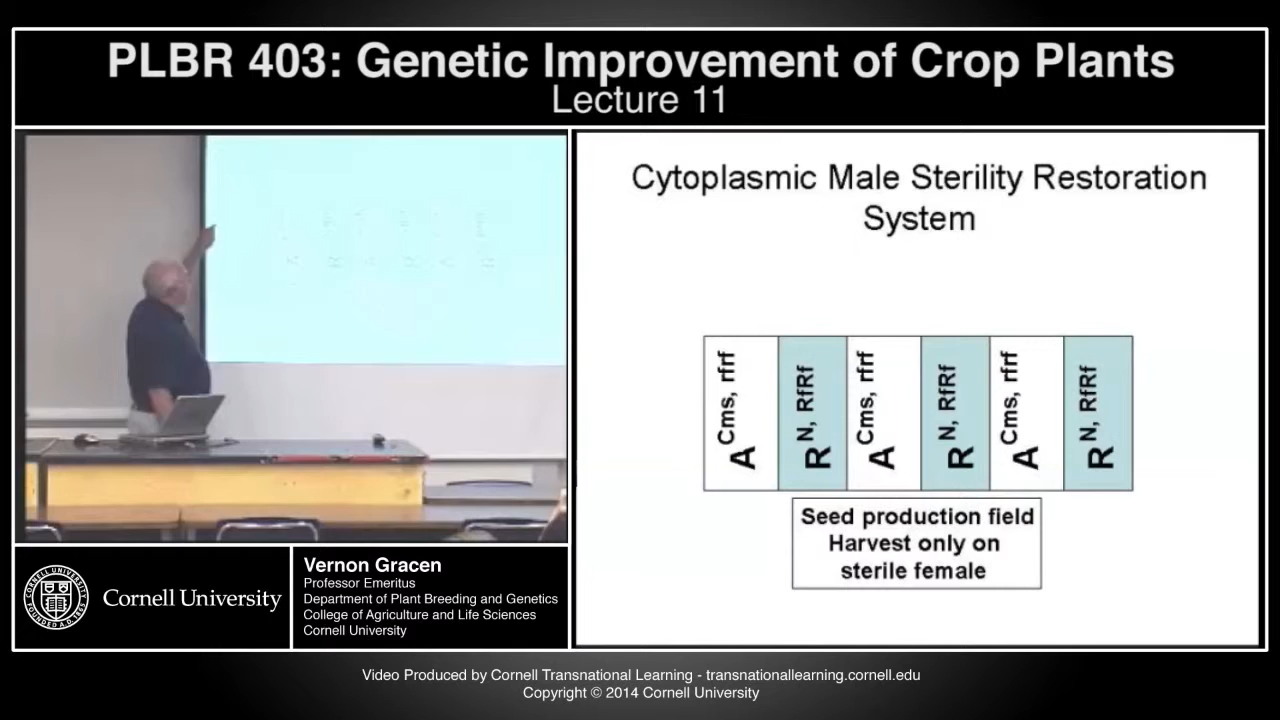 PLBR 403: Genetic Improvement of Crop Plants
Lecture 11
Cytoplasmic Male Sterility Restoration
System
A Cms, rfrf
R N, RfRf
A Cms, rfrf
R N, RfRf
A Cms, rfrf
R N, RfRf
Seed production field
Harvest only on
sterile female
Cornell University
Vernon Gracen
Professor Emeritus
Department of Plant Breeding and Genetics
College of Agriculture and Life Sciences
Cornell University
Video Produced by Cornell Transnational Learning - transnationallearning.cornell.edu
Copyright © 2014 Cornell University